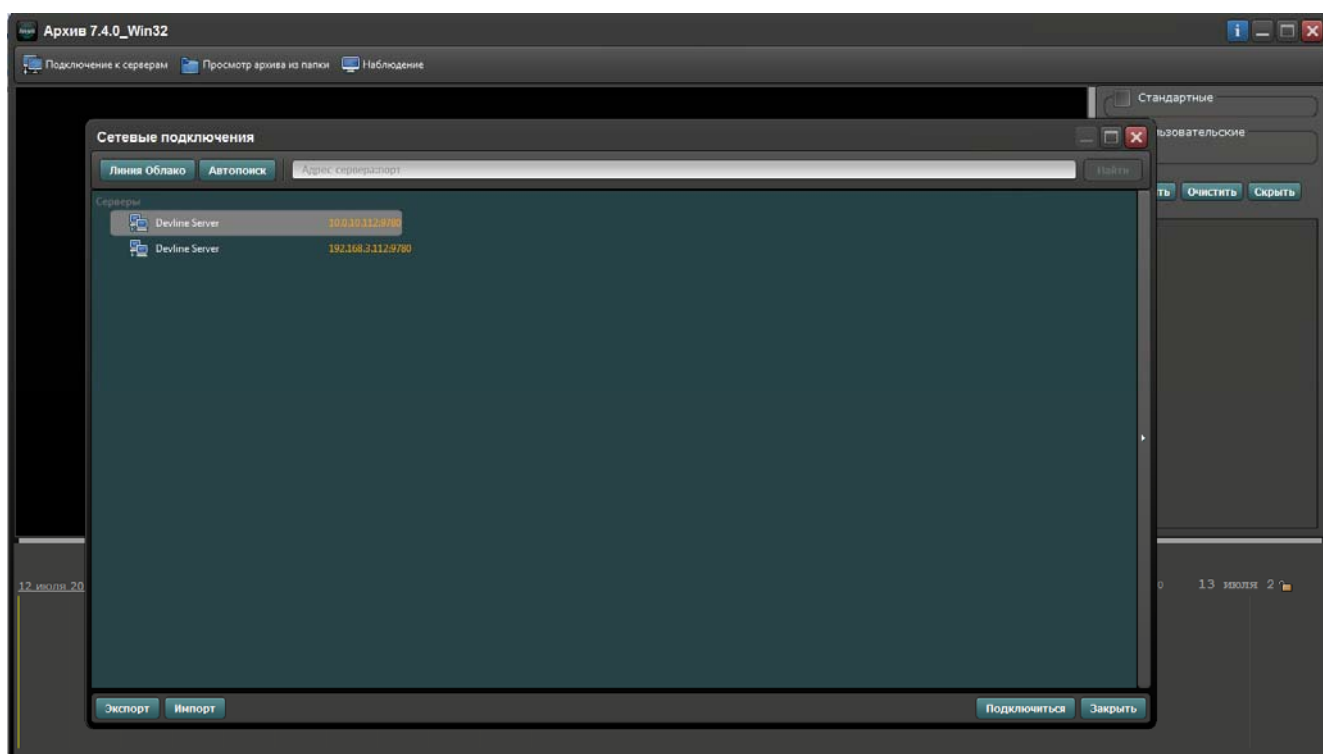 Архив 7.4.0_Win32
Подключение к серверам Просмотр архива из папки Наблюдение
Стандартные
Сетевые подключения
ьзовательские
Линия Облако Автопоиск Адрес сервера:порт Найти
ть Очистить Скрыть
Серверы
Devline Server 10.0.10.112:9780
Devline Server 192.168.3.112:9780
12 июля 20 13 июля 2
Экспорт Импорт Подключиться Закрыть